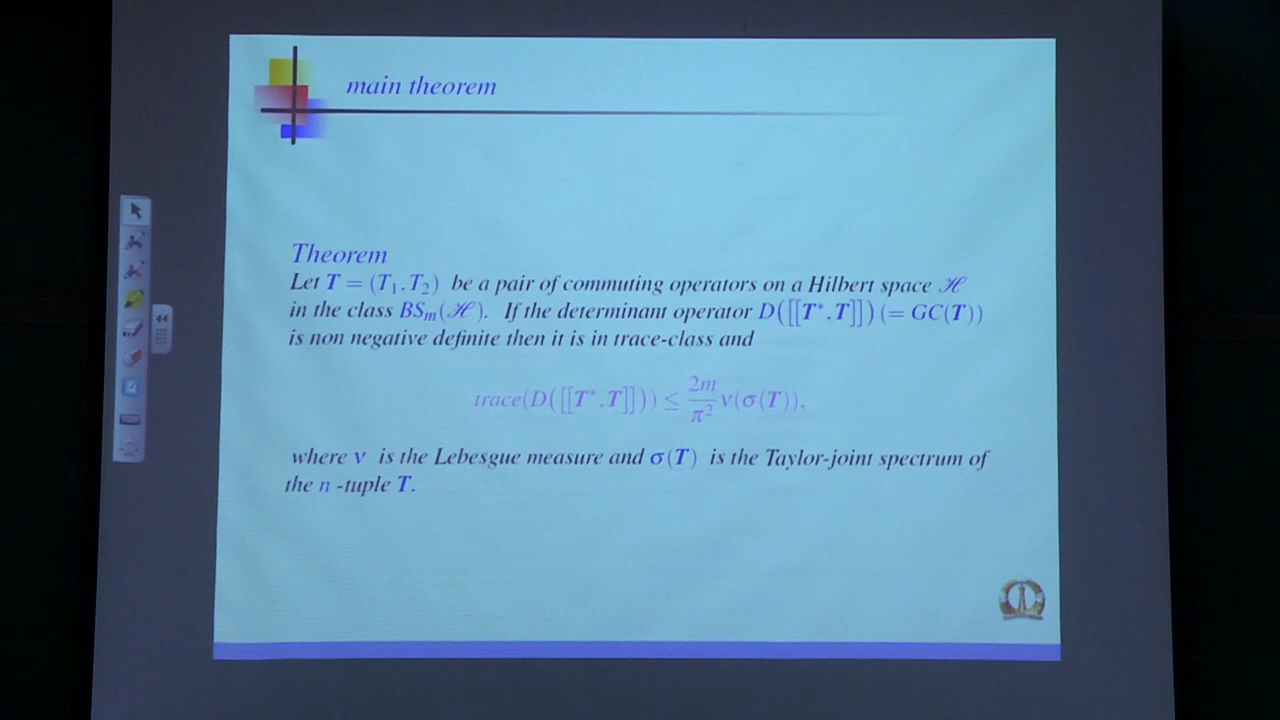 main theorem
Theorem
Let T = (T₁, T₂) be a pair of commuting operators on a Hilbert space ℋ
in the class BSₘ(ℋ). If the determinant operator D([[T*, T]]) (= GC(T))
is non negative definite then it is in trace-class and
trace(D([[T*, T]])) ≤ 2m/π² ν(σ(T)),
where ν is the Lebesgue measure and σ(T) is the Taylor-joint spectrum of
the n -tuple T.